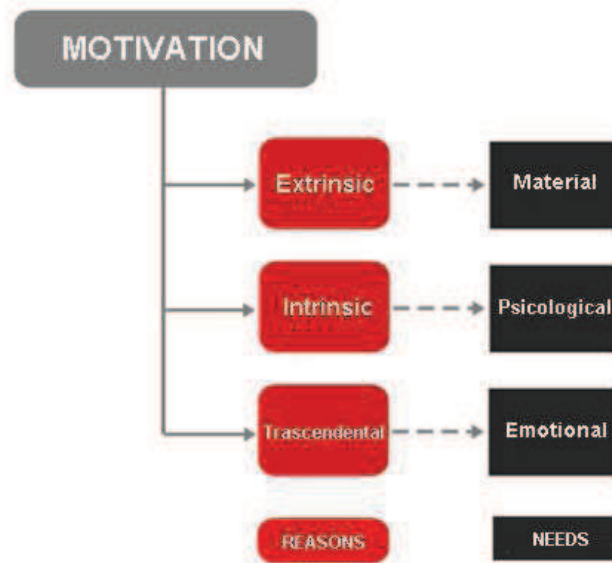 MOTIVATION
Extrinsic
Material
Intrinsic
Psicological
Trascendental
Emotional
REASONS
NEEDS